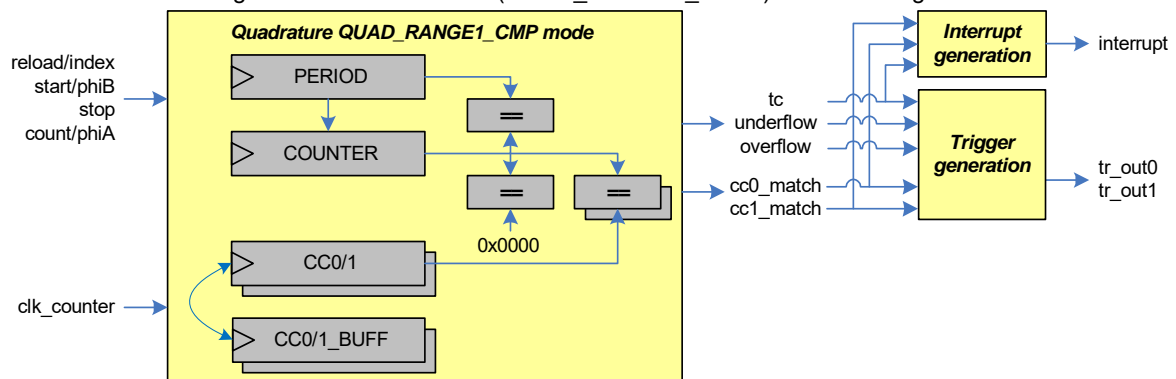 Quadrature QUAD_RANGE1_CMP mode
reload/index
start/phiB
stop
count/phiA
clk_counter
PERIOD
==
COUNTER
==
==
0x0000
CC0/1
CC0/1_BUFF
tc
underflow
overflow
cc0_match
cc1_match
Interrupt
generation
interrupt
Trigger
generation
tr_out0
tr_out1